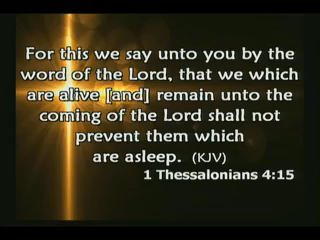 For this we say unto you by the
word of the Lord, that we which
are alive [and] remain unto the
coming of the Lord shall not
prevent them which
are asleep. (KJV)
1 Thessalonians 4:15